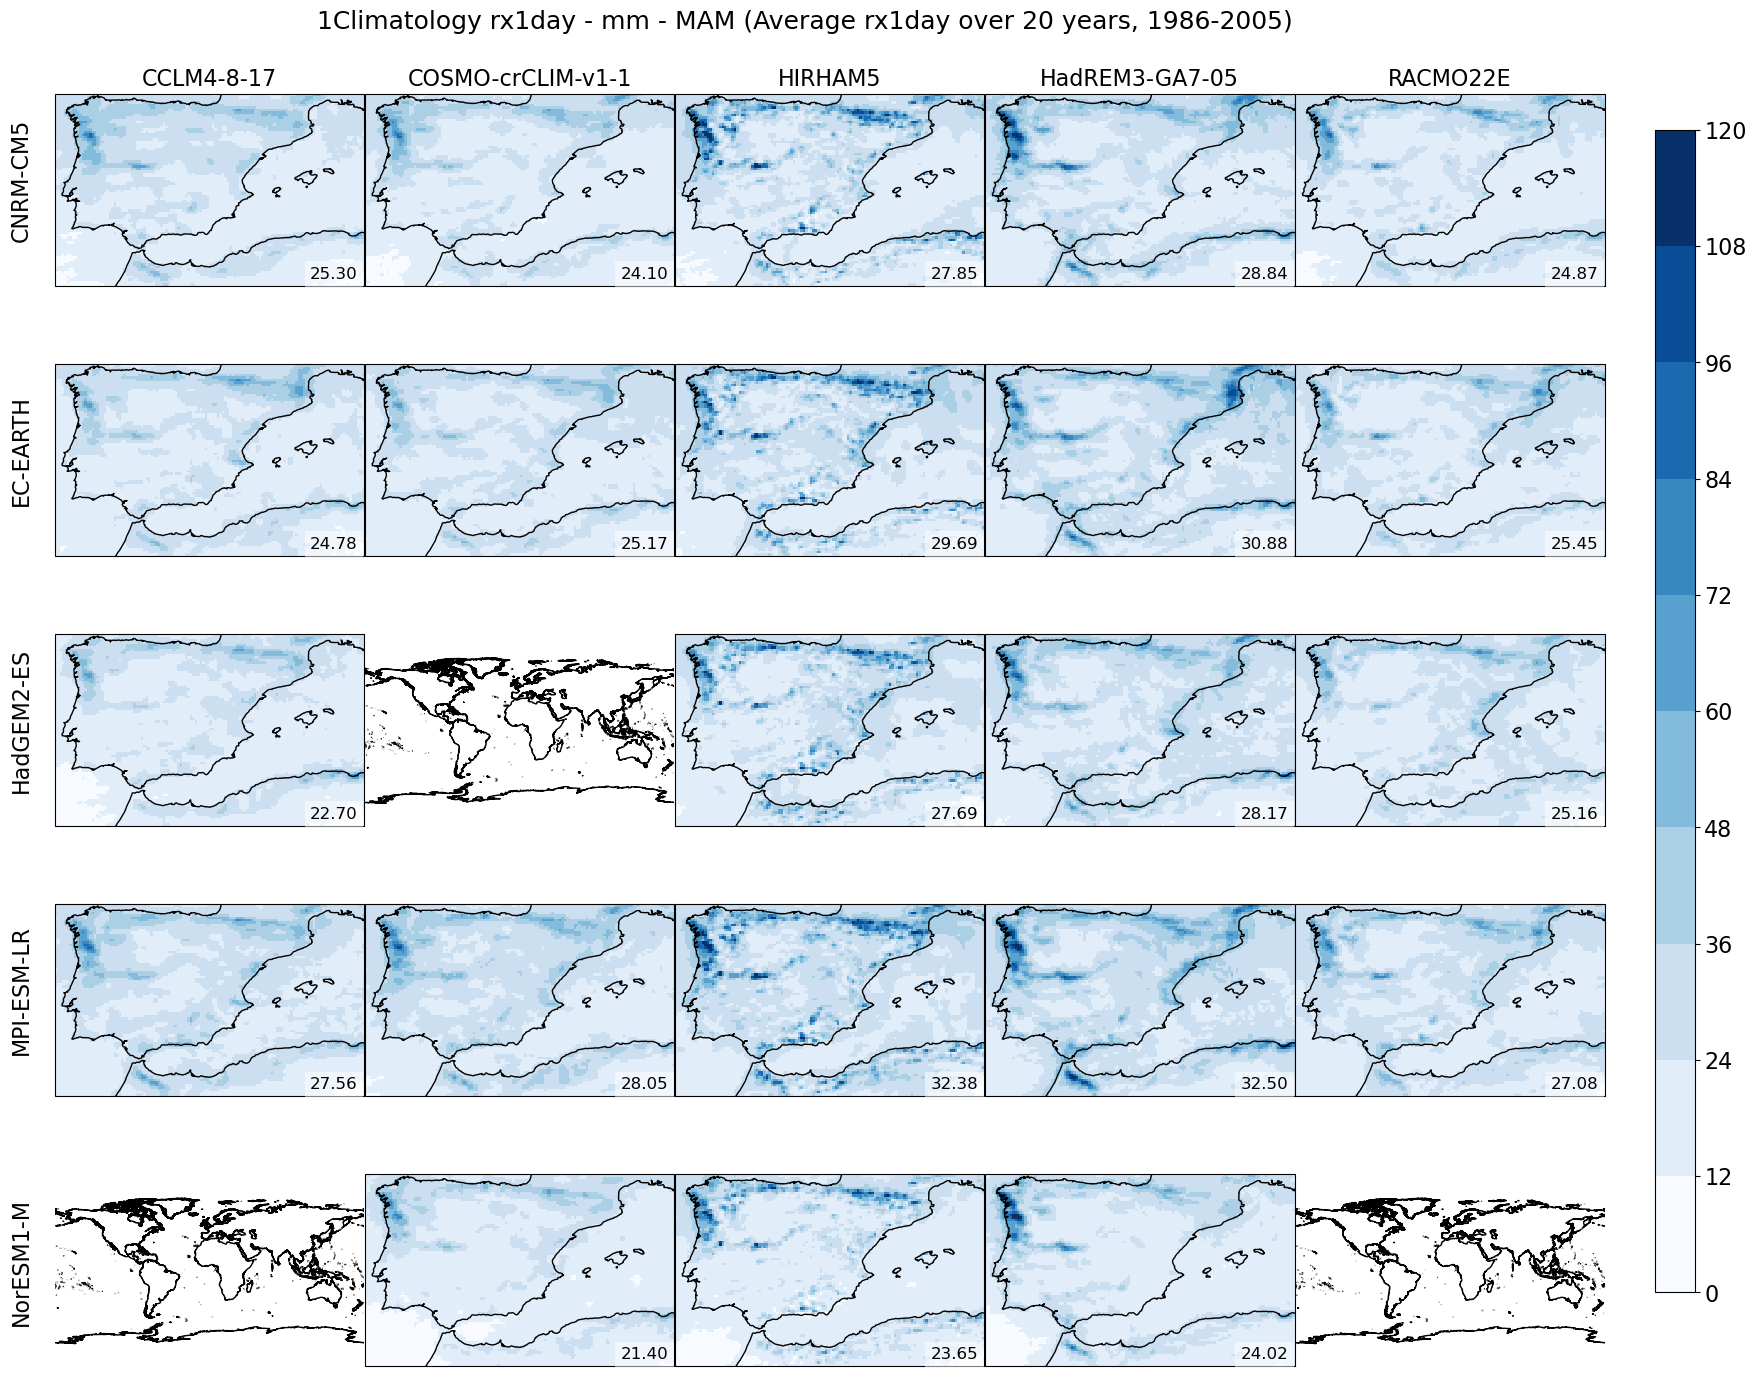 1Climatology rx1day - mm - MAM (Average rx1day over 20 years, 1986-2005)
CCLM4-8-17 COSMO-crCLIM-v1-1 HIRHAM5 HadREM3-GA7-05 RACMO22E
CNRM-CM5
25.30 24.10 27.85 28.84 24.87
EC-EARTH
24.78 25.17 29.69 30.88 25.45
HadGEM2-ES
22.70 27.69 28.17 25.16
MPI-ESM-LR
27.56 28.05 32.38 32.50 27.08
NorESM1-M
21.40 23.65 24.02
120
108
96
84
72
60
48
36
24
12
0